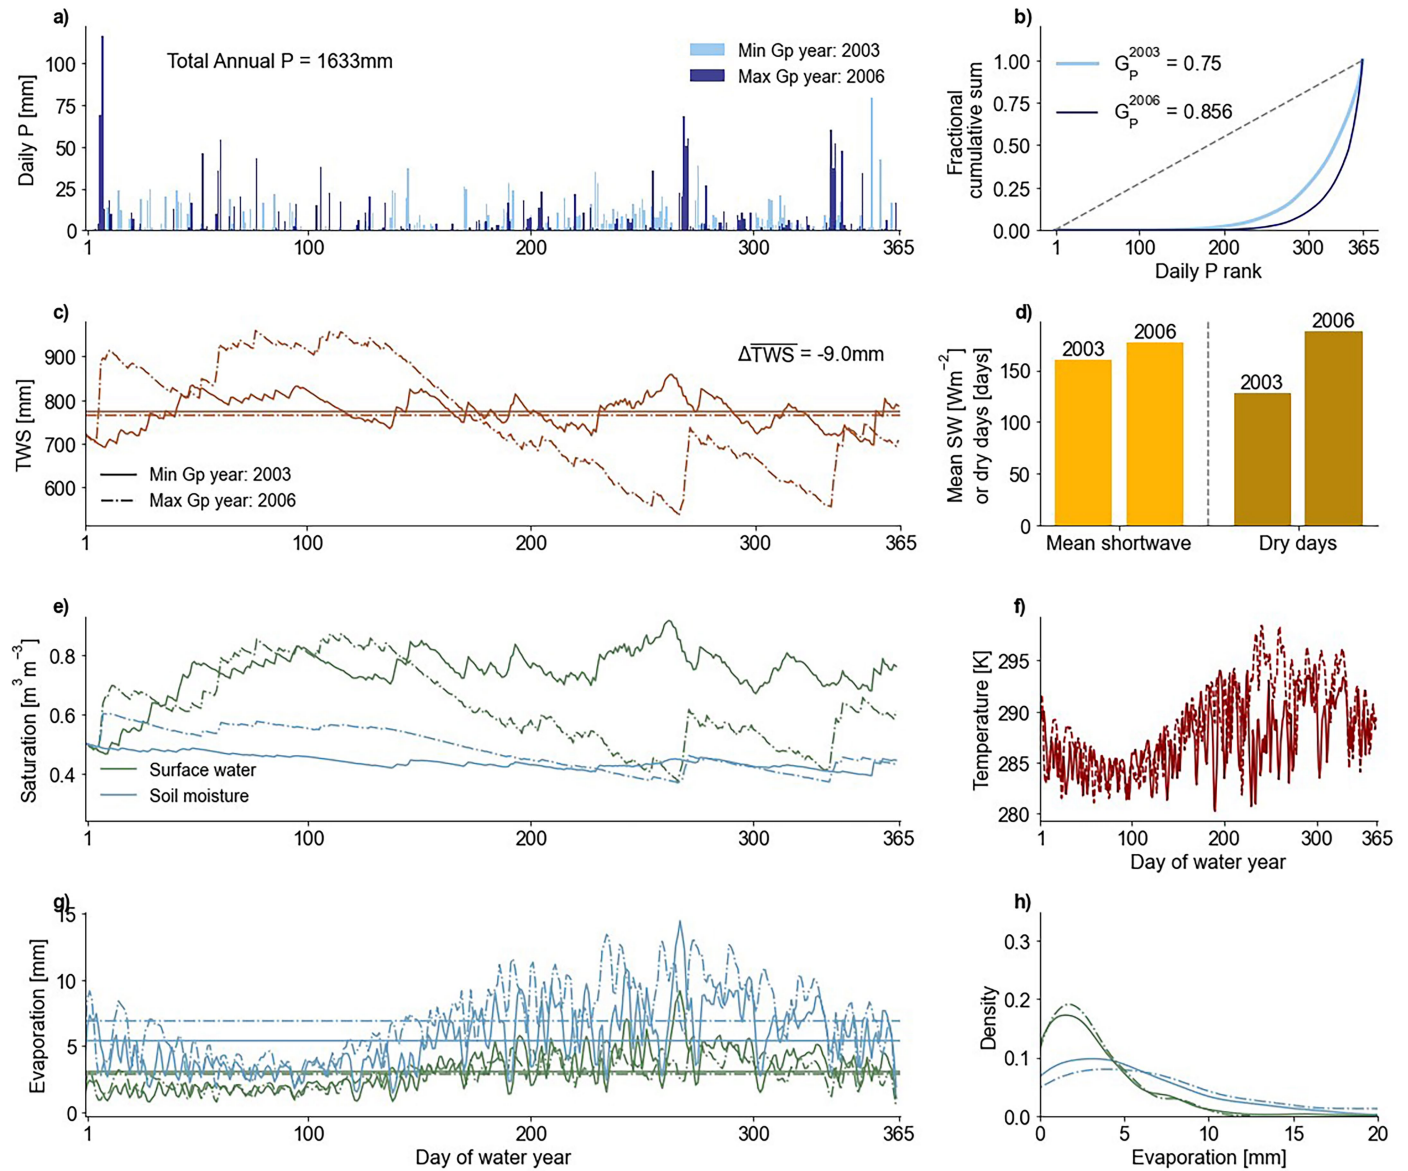 a)
Daily P [mm]
100
75
50
25
0
Total Annual P = 1633mm
Min Gp year: 2003
Max Gp year: 2006
1
100
200
300
365
b)
Fractional
cumulative sum
1.00
0.75
0.50
0.25
0.00
G_P^2003 = 0.75
G_P^2006 = 0.856
1
100
200
300
365
Daily P rank
c)
TWS [mm]
900
800
700
600
ΔTWS = -9.0mm
Min Gp year: 2003
Max Gp year: 2006
1
100
200
300
365
d)
Mean SW [Wm⁻²]
or dry days [days]
150
100
50
0
2003
2006
2003
2006
Mean shortwave
Dry days
e)
Saturation [m³m⁻³]
0.8
0.6
0.4
Surface water
Soil moisture
1
100
200
300
365
f)
Temperature [K]
295
290
285
280
1
100
200
300
365
Day of water year
g)
Evaporation [mm]
15
10
5
0
1
100
200
300
365
Day of water year
h)
Density
0.3
0.2
0.1
0.0
0
5
10
15
20
Evaporation [mm]